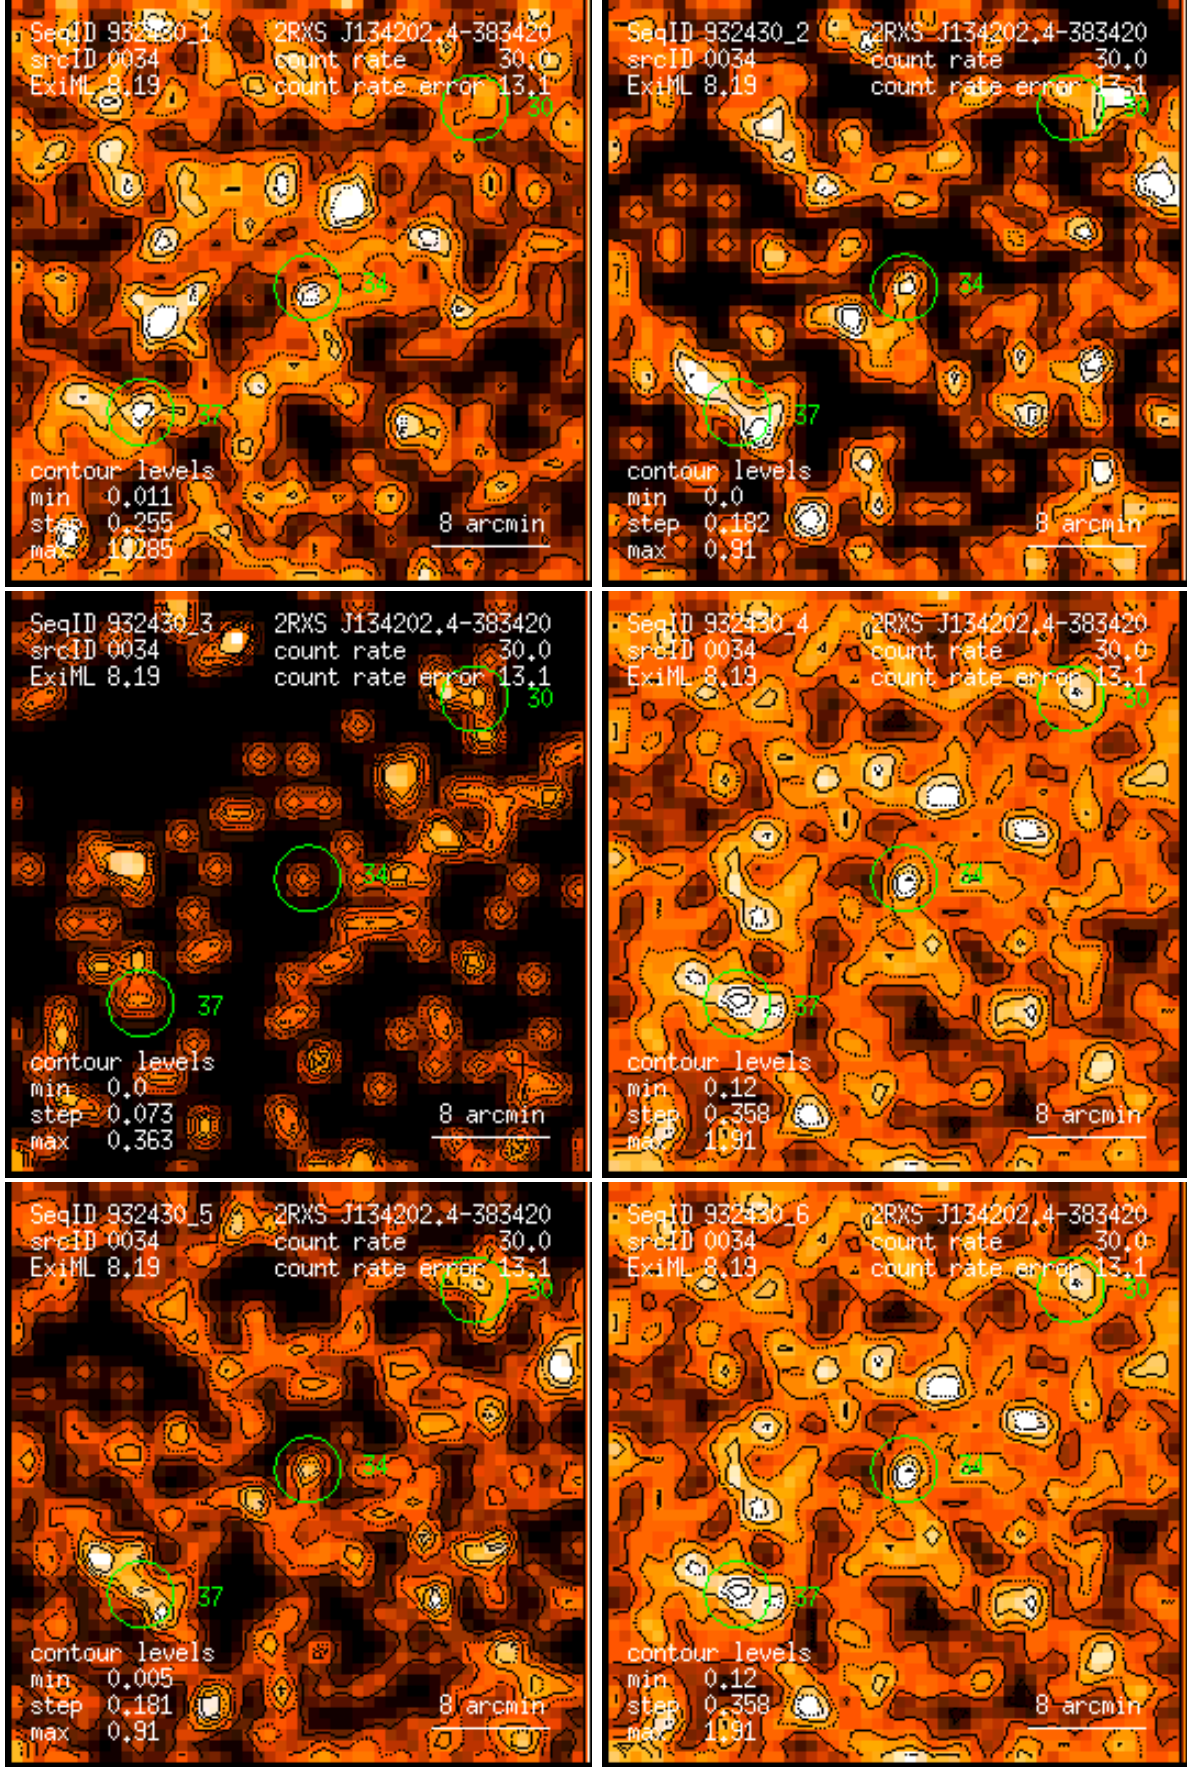 SeqID 932430_1 2RXS J134202.4-383420
srcID 0034 count rate 30.0
ExiML 8.19 count rate error 13.1
30
34
37
contour levels
min 0.011
step 0.255
max 1.285
8 arcmin
SeqID 932430_2 2RXS J134202.4-383420
srcID 0034 count rate 30.0
ExiML 8.19 count rate error 13.1
30
34
37
contour levels
min 0.0
step 0.182
max 0.91
8 arcmin
SeqID 932430_3 2RXS J134202.4-383420
srcID 0034 count rate 30.0
ExiML 8.19 count rate error 13.1
30
34
37
contour levels
min 0.0
step 0.073
max 0.363
8 arcmin
SeqID 932430_4 2RXS J134202.4-383420
srcID 0034 count rate 30.0
ExiML 8.19 count rate error 13.1
30
34
37
contour levels
min 0.12
step 0.358
max 1.91
8 arcmin
SeqID 932430_5 2RXS J134202.4-383420
srcID 0034 count rate 30.0
ExiML 8.19 count rate error 13.1
30
34
37
contour levels
min 0.005
step 0.181
max 0.91
8 arcmin
SeqID 932430_6 2RXS J134202.4-383420
srcID 0034 count rate 30.0
ExiML 8.19 count rate error 13.1
30
34
37
contour levels
min 0.12
step 0.358
max 1.91
8 arcmin